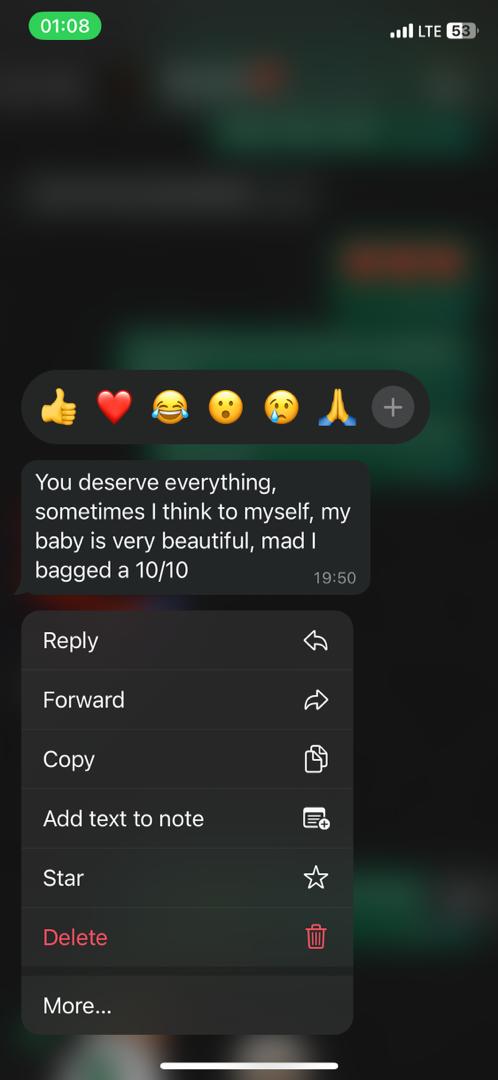 01:08
LTE 53
You deserve everything,
sometimes I think to myself, my
baby is very beautiful, mad I
bagged a 10/10
19:50
Reply
Forward
Copy
Add text to note
Star
Delete
More...